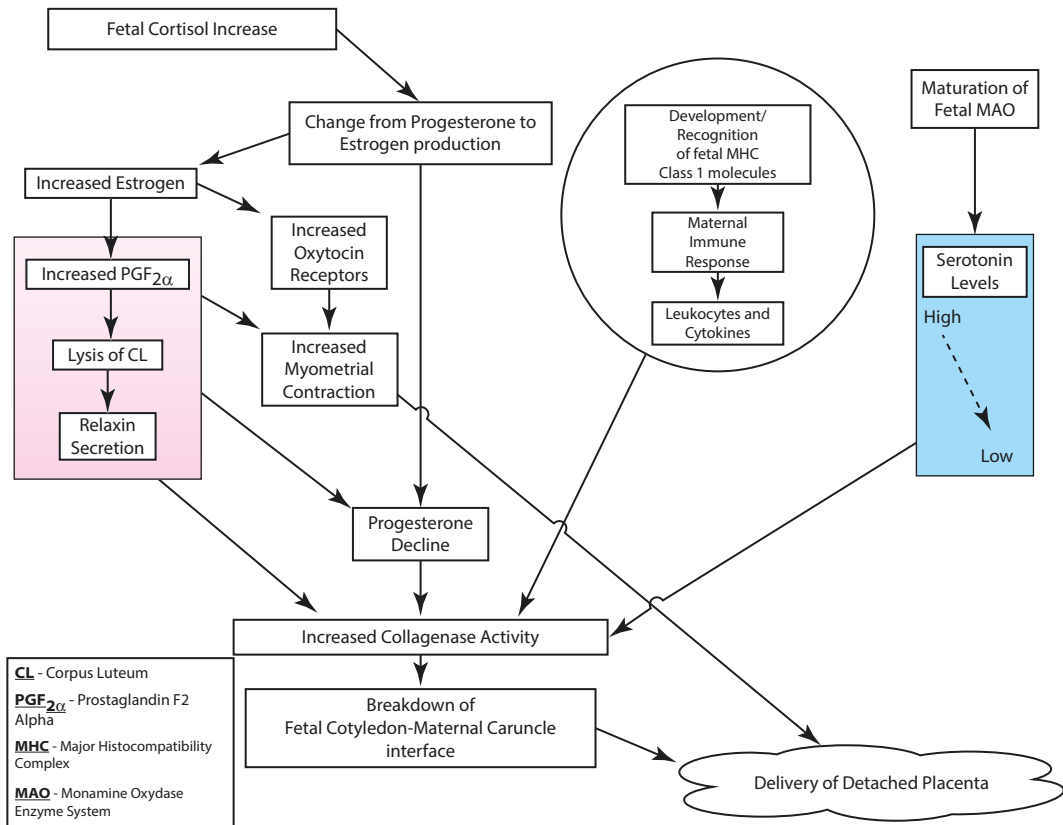 Fetal Cortisol Increase
Change from Progesterone to
Estrogen production
Increased Estrogen
Increased
Oxytocin
Receptors
Increased PGF2α
Lysis of CL
Relaxin
Secretion
Increased
Myometrial
Contraction
Development/
Recognition
of fetal MHC
Class 1 molecules
Maternal
Immune
Response
Leukocytes and
Cytokines
Maturation of
Fetal MAO
Serotonin
Levels
High
Low
Progesterone
Decline
Increased Collagenase Activity
Breakdown of
Fetal Cotyledon-Maternal Caruncle
interface
Delivery of Detached Placenta
CL - Corpus Luteum
PGF2α - Prostaglandin F2
Alpha
MHC - Major Histocompatibility
Complex
MAO - Monamine Oxydase
Enzyme System